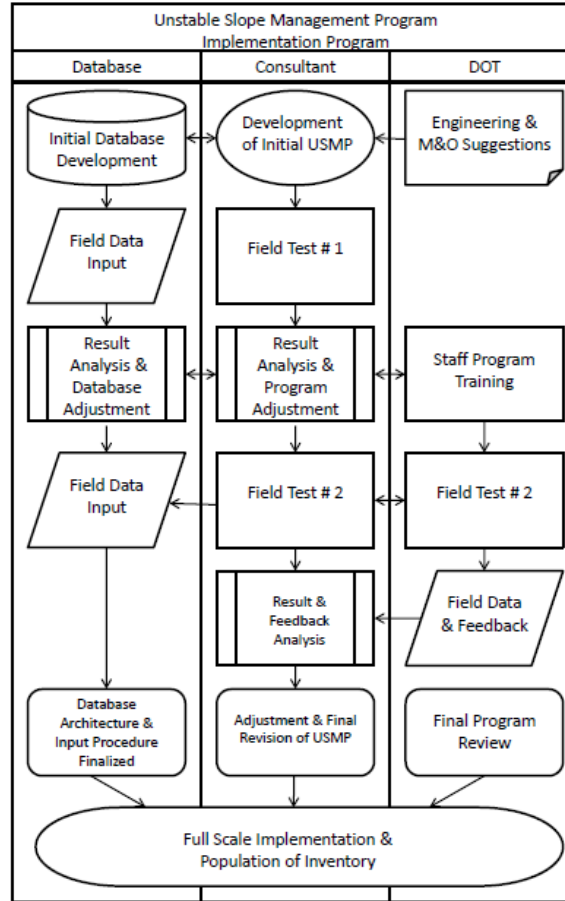 Unstable Slope Management Program
Implementation Program
Database
Consultant
DOT
Initial Database
Development
Development
of Initial USMP
Engineering &
M&O Suggestions
Field Data
Input
Field Test # 1
Result
Analysis &
Database
Adjustment
Result
Analysis &
Program
Adjustment
Staff Program
Training
Field Data
Input
Field Test # 2
Field Test # 2
Result &
Feedback
Analysis
Field Data
& Feedback
Database
Architecture &
Input Procedure
Finalized
Adjustment & Final
Revision of USMP
Final Program
Review
Full Scale Implementation &
Population of Inventory